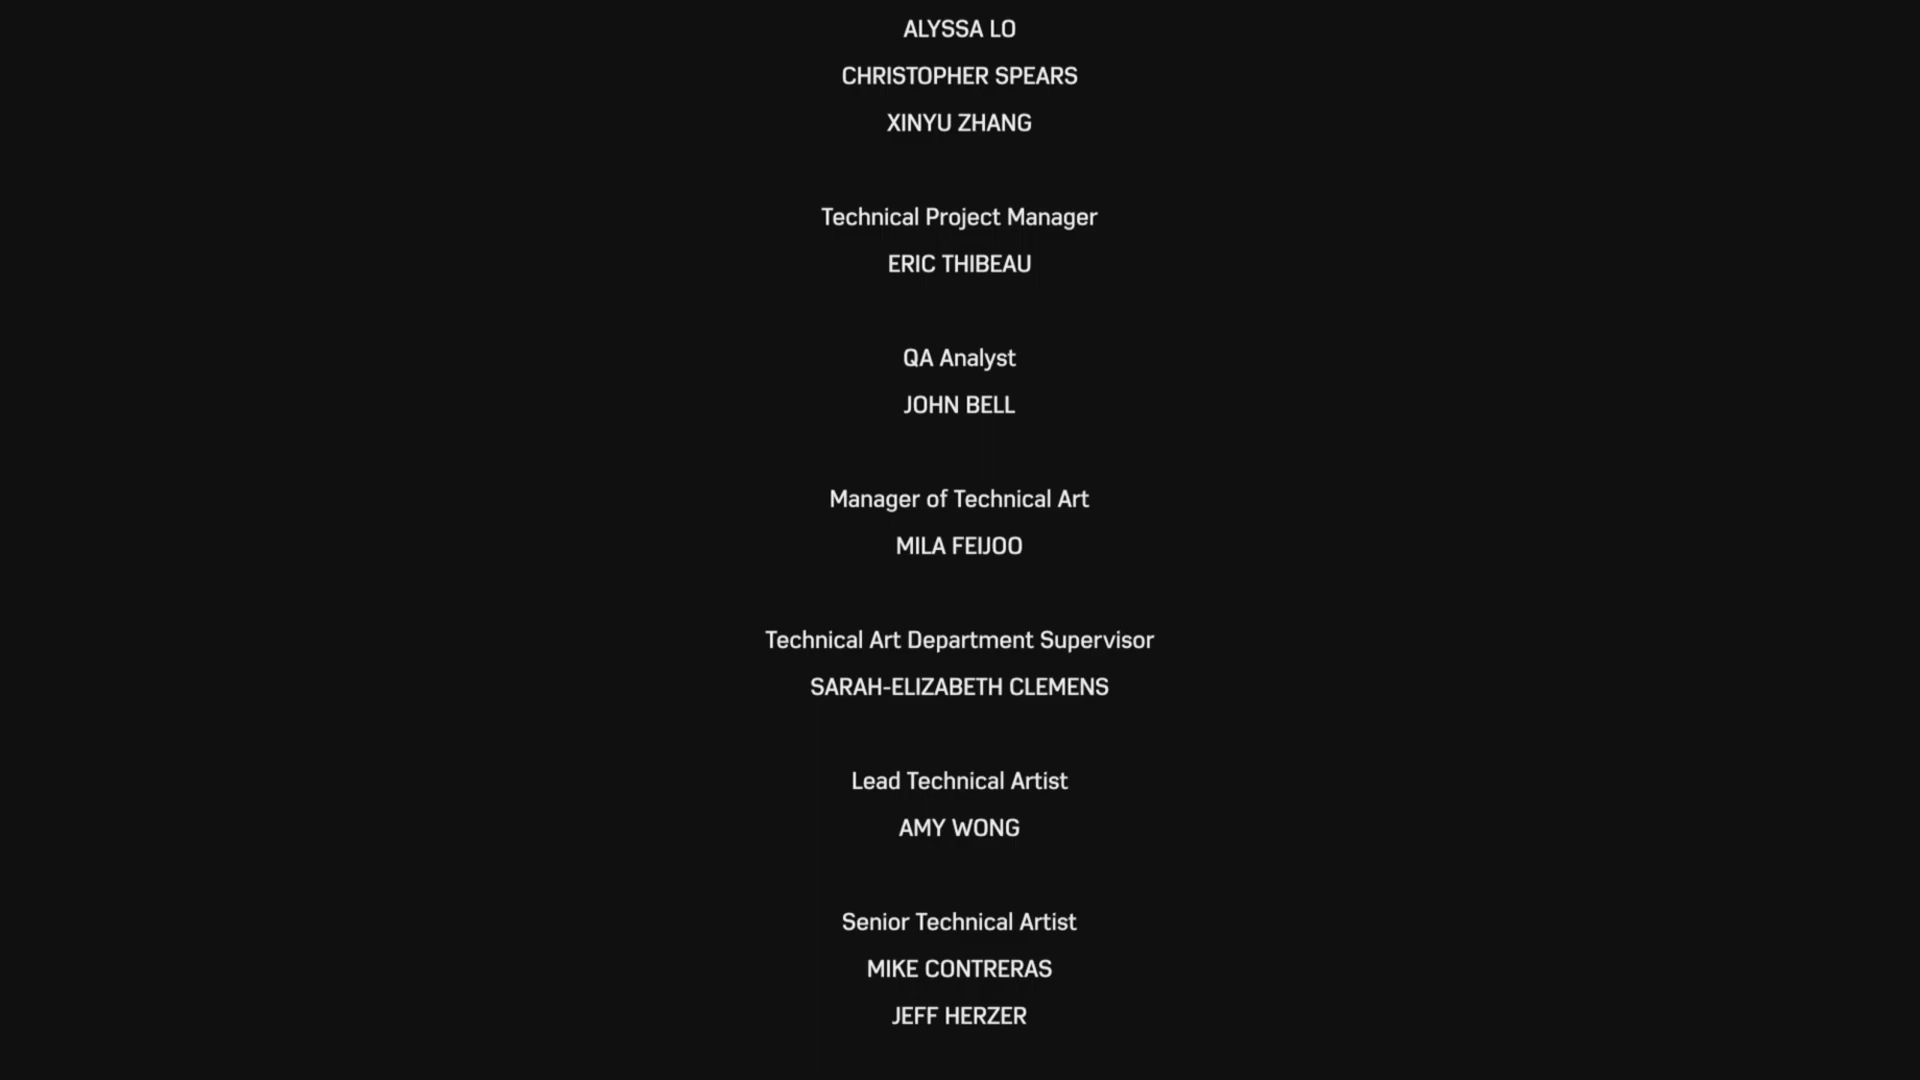 ALYSSA LO
CHRISTOPHER SPEARS
XINYU ZHANG
Technical Project Manager
ERIC THIBEAU
QA Analyst
JOHN BELL
Manager of Technical Art
MILA FEIJOO
Technical Art Department Supervisor
SARAH-ELIZABETH CLEMENS
Lead Technical Artist
AMY WONG
Senior Technical Artist
MIKE CONTRERAS
JEFF HERZER